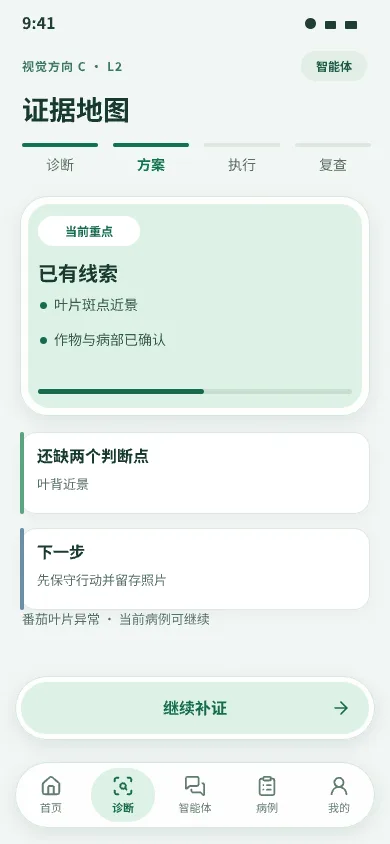 9:41
视觉方向 C · L2
智能体
证据地图
诊断
方案
执行
复查
当前重点
已有线索
叶片斑点近景
作物与病部已确认
还缺两个判断点
叶背近景
下一步
先保守行动并留存照片
番茄叶片异常 · 当前病例可继续
继续补证
首页
诊断
智能体
病例
我的